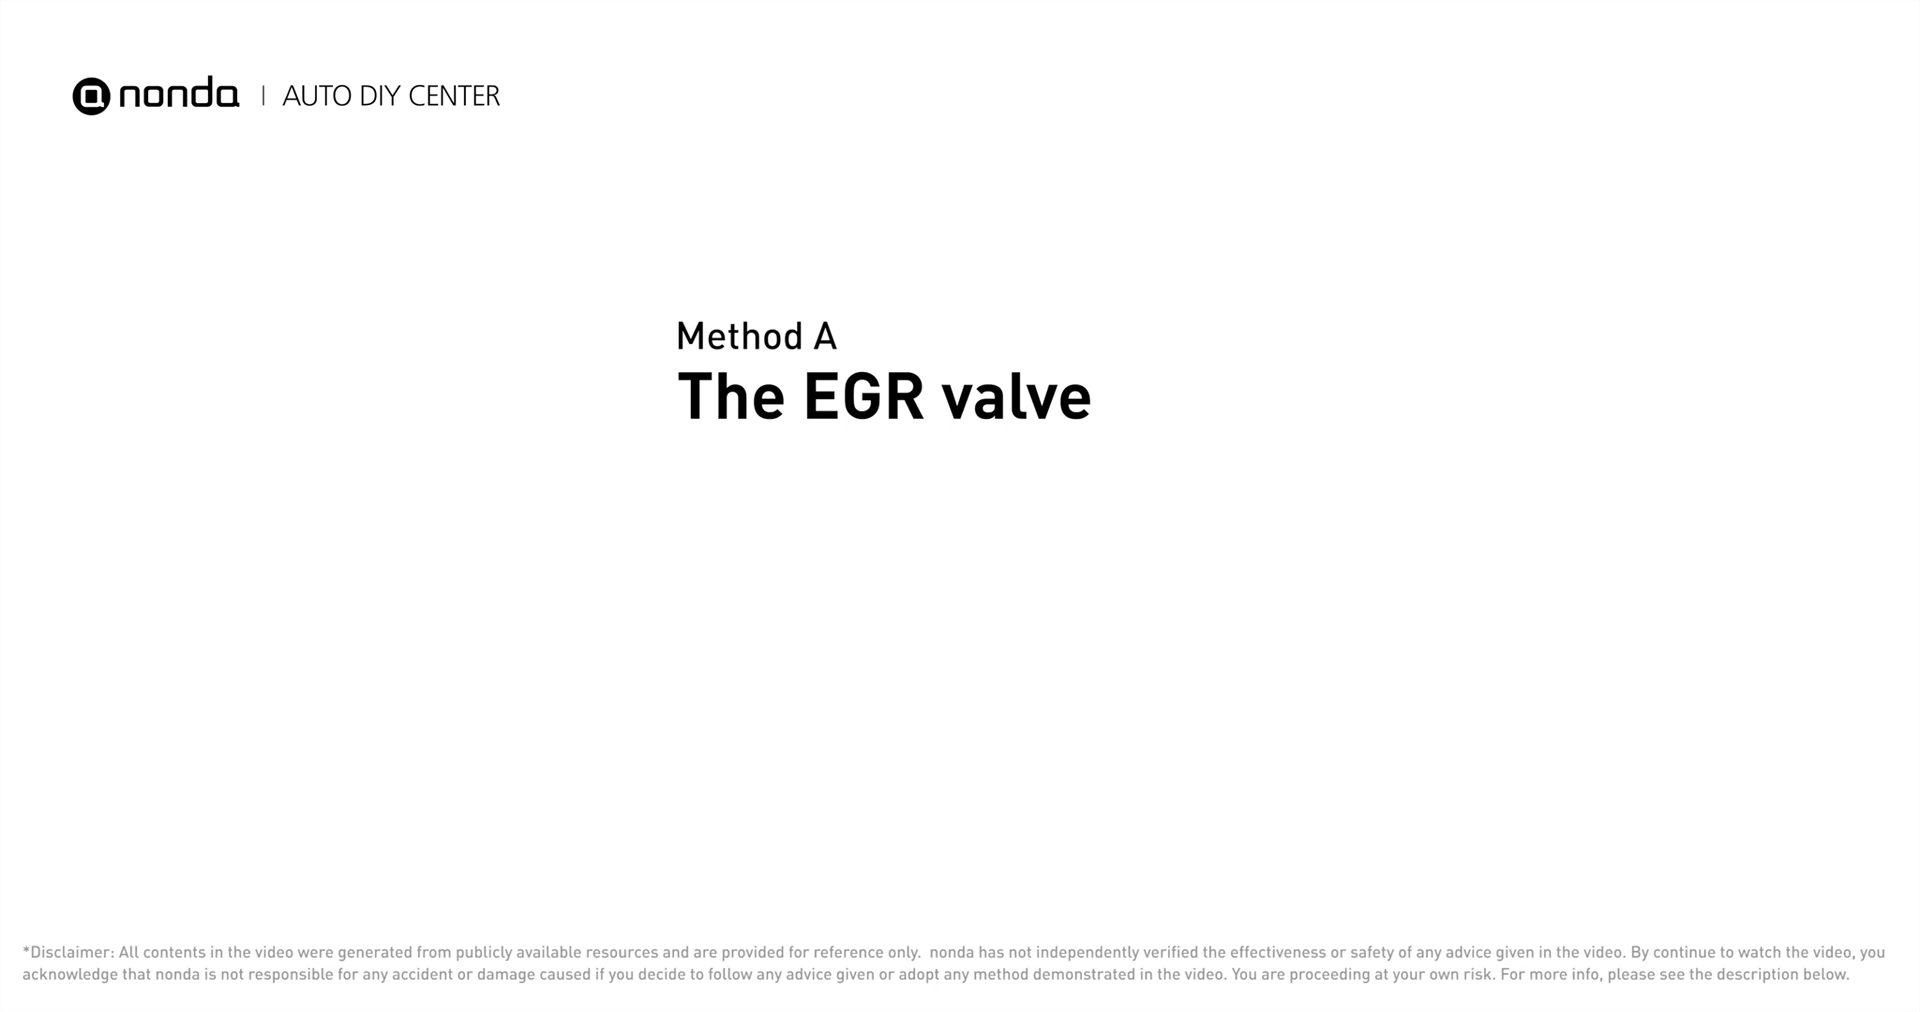 nonda | AUTO DIY CENTER
Method A
The EGR valve
*Disclaimer: All contents in the video were generated from publicly available resources and are provided for reference only. nonda has not independently verified the effectiveness or safety of any advice given in the video. By continue to watch the video, you
acknowledge that nonda is not responsible for any accident or damage caused if you decide to follow any advice given or adopt any method demonstrated in the video. You are proceeding at your own risk. For more info, please see the description below.